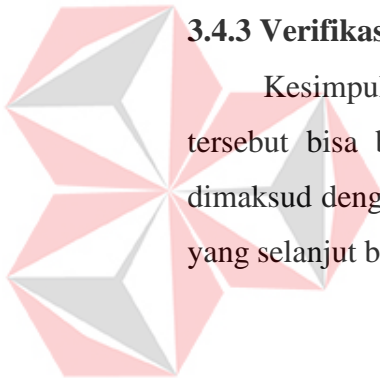 3.4.3 Verifikas
Kesimpul
tersebut bisa b
dimaksud deng
yang selanjut b